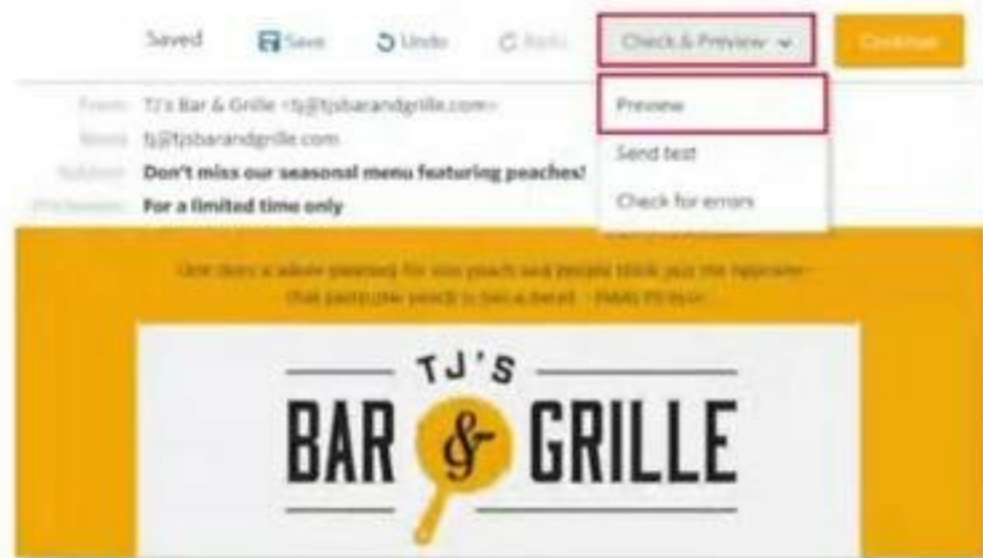 Saved Save Undo Redo Check & Preview Continue
Preview
Send test
Check for errors
From: TJ's Bar & Grille <tj@tjsbarandgrille.com>
tj@tjsbarandgrille.com
Subject: Don't miss our seasonal menu featuring peaches!
For a limited time only
TJ'S
BAR & GRILLE